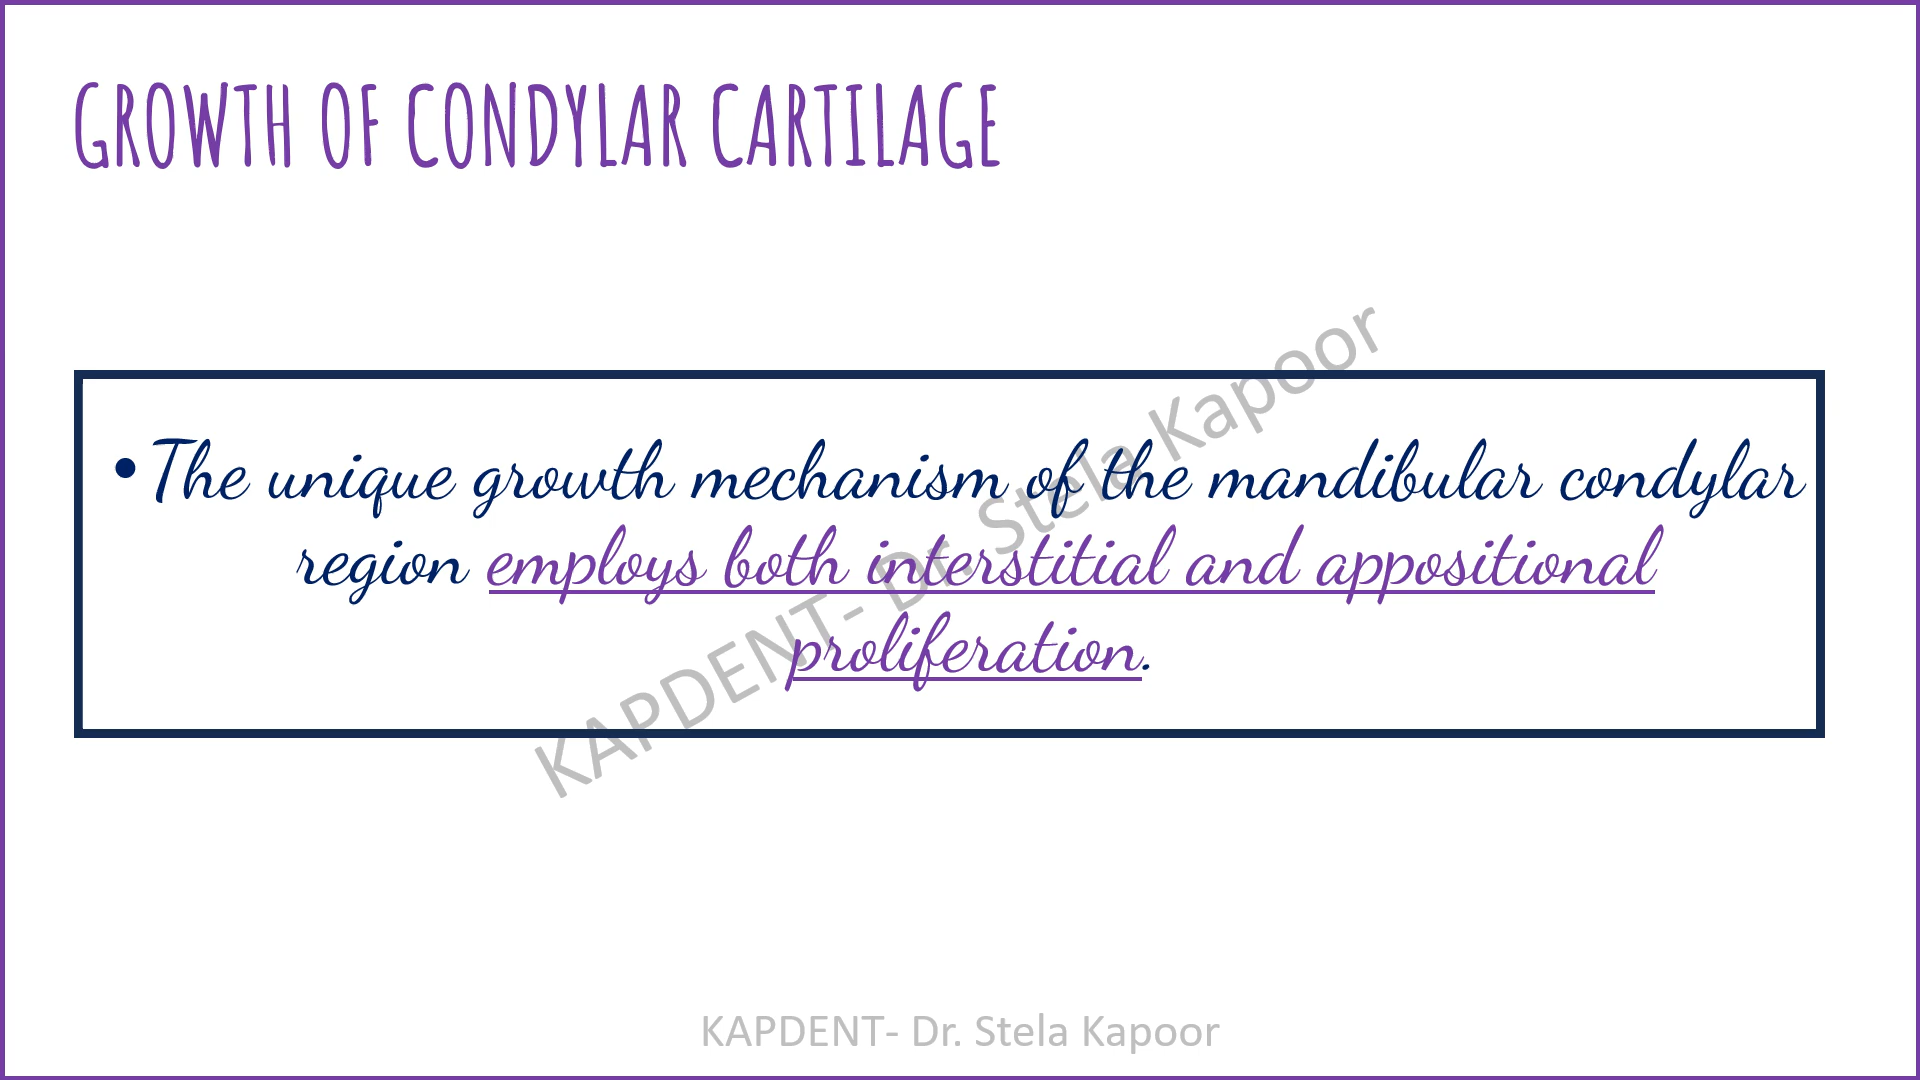 GROWTH OF CONDYLAR CARTILAGE
•The unique growth mechanism of the mandibular condylar
region employs both interstitial and appositional
proliferation.
KAPDENT- Dr. Stela Kapoor
KAPDENT- Dr. Stela Kapoor